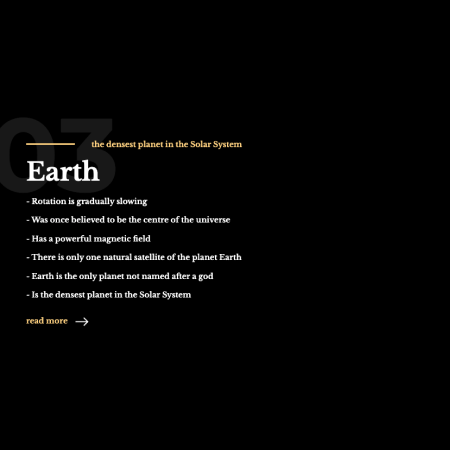 03
the densest planet in the Solar System
Earth
- Rotation is gradually slowing
- Was once believed to be the centre of the universe
- Has a powerful magnetic field
- There is only one natural satellite of the planet Earth
- Earth is the only planet not named after a god
- Is the densest planet in the Solar System
read more